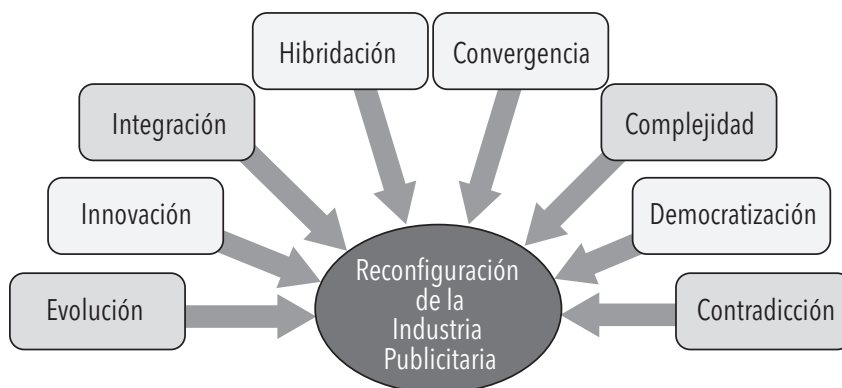 Hibridación
Convergencia
Integración
Complejidad
Innovación
Democratización
Evolución
Contradicción
Reconfiguración
de la
Industria
Publicitaria